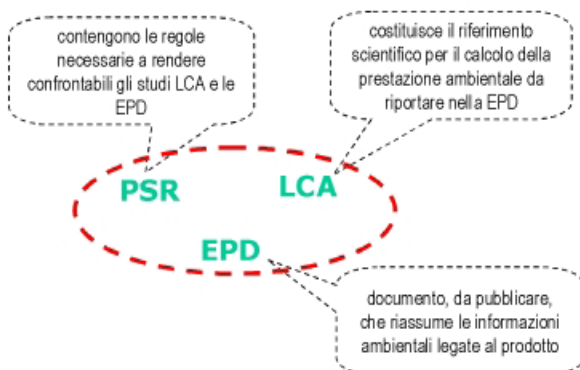 contengono le regole
necessarie a rendere
confrontabili gli studi LCA e le
EPD
costituisce il riferimento
scientifico per il calcolo della
prestazione ambientale da
riportare nella EPD
PSR
LCA
EPD
documento, da pubblicare,
che riassume le informazioni
ambientali legate al prodotto